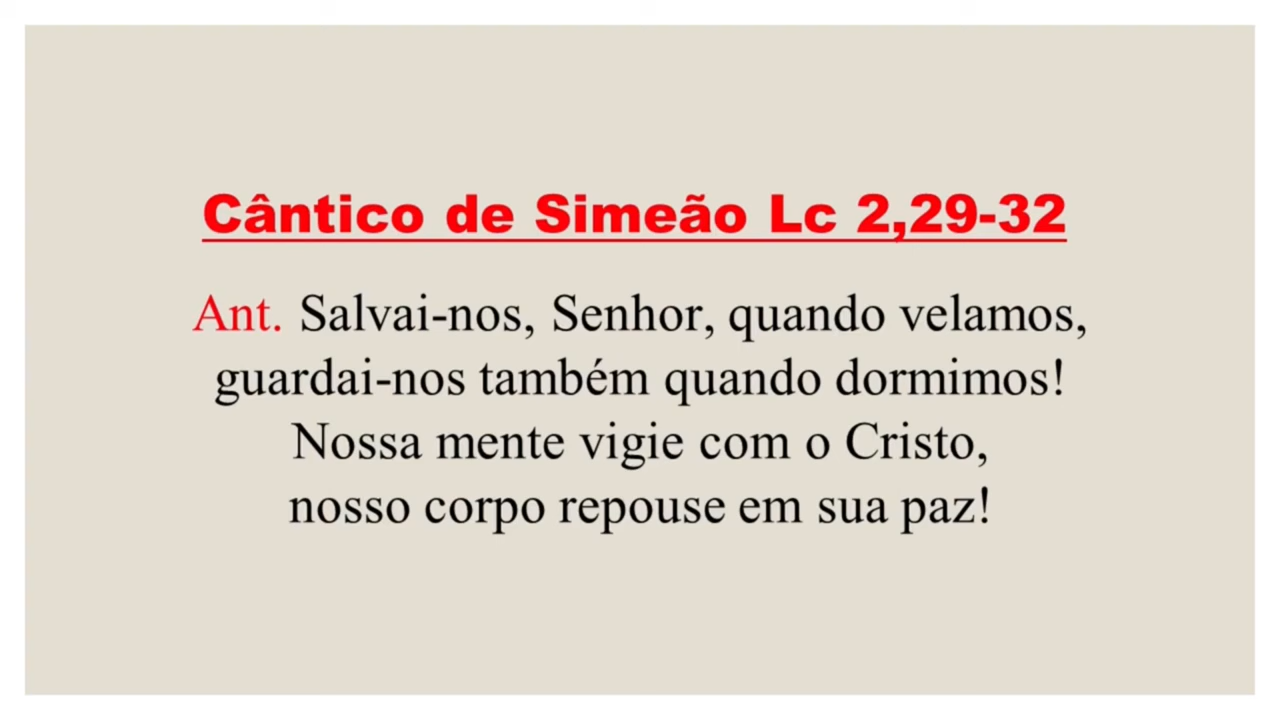 Cântico de Simeão Lc 2,29-32
Ant. Salvai-nos, Senhor, quando velamos,
guardai-nos também quando dormimos!
Nossa mente vigie com o Cristo,
nosso corpo repouse em sua paz!